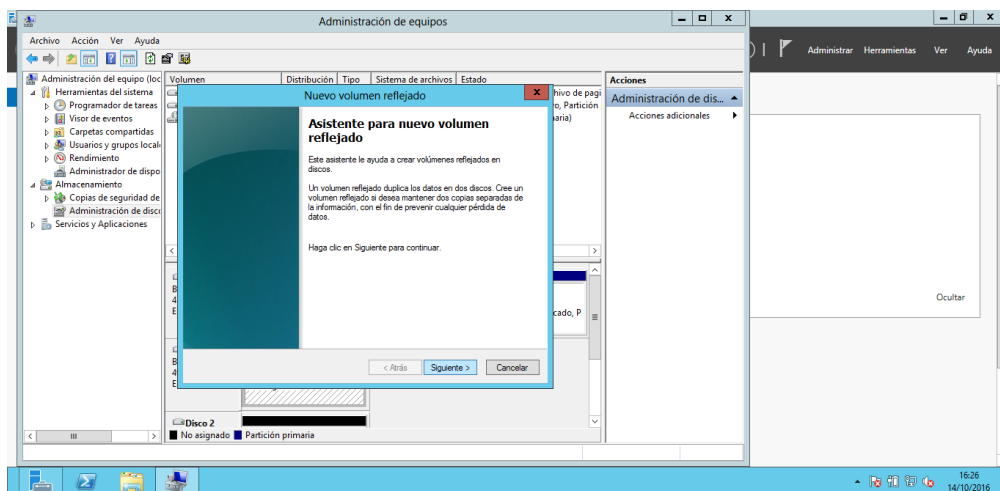 Administración de equipos
Archivo Acción Ver Ayuda
Administrar Herramientas Ver Ayuda
Administración del equipo (loc
Herramientas del sistema
Programador de tareas
Visor de eventos
Carpetas compartidas
Usuarios y grupos locale
Rendimiento
Administrador de dispo
Almacenamiento
Copias de seguridad de
Administración de disco
Servicios y Aplicaciones
Volumen Distribución Tipo Sistema de archivos Estado
hivo de pagi
o, Partición
aria)
Acciones
Administración de dis...
Acciones adicionales
Nuevo volumen reflejado
Asistente para nuevo volumen
reflejado
Este asistente le ayuda a crear volúmenes reflejados en
discos.
Un volumen reflejado duplica los datos en dos discos. Cree un
volumen reflejado si desea mantener dos copias separadas de
la información, con el fin de prevenir cualquier pérdida de
datos.
Haga clic en Siguiente para continuar.
< Atrás Siguiente > Cancelar
B
4
E
cado, P
B
4
E
Disco 2
No asignado Partición primaria
Ocultar
16:26
14/10/2016